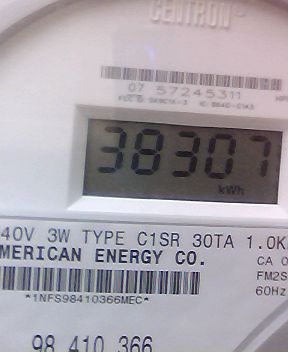 CENTRON
07 57245311
38307
kWh
40V 3W TYPE C1SR 30TA 1.0K
MERICAN ENERGY CO.
CA 0
FM2S
60Hz
*1NFS98410366MEC*
98 410 366